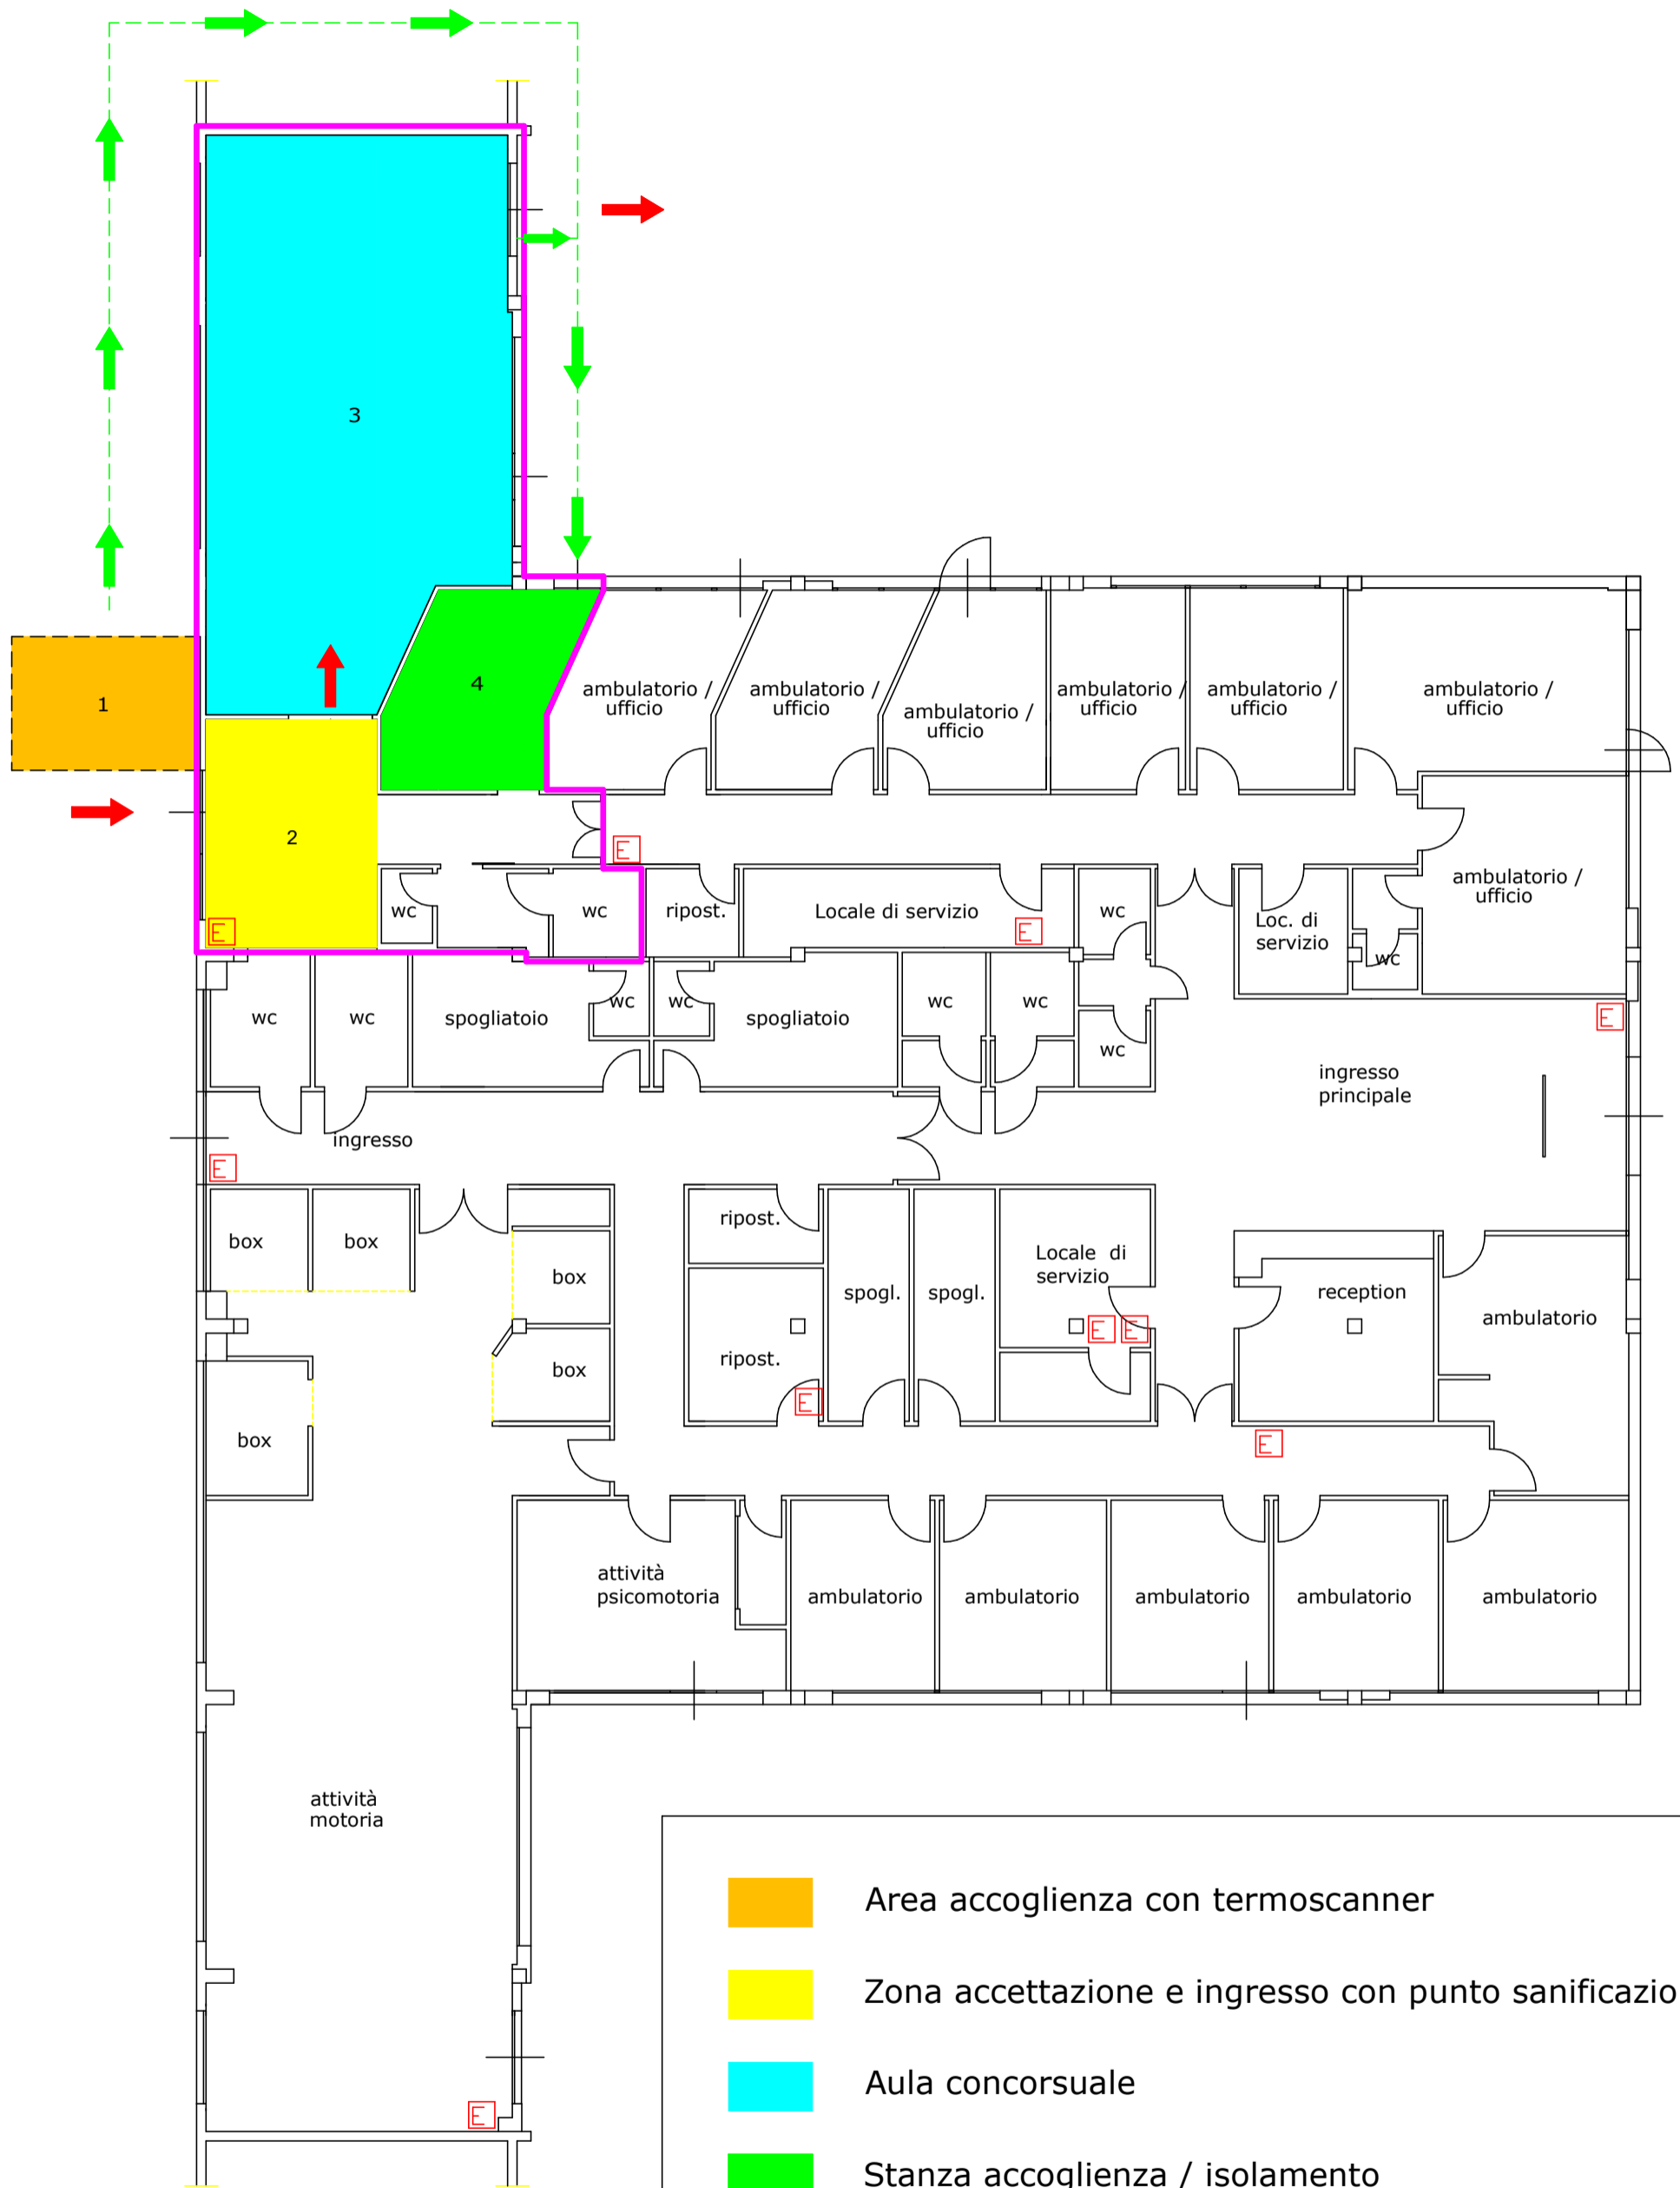 3
1
4
ambulatorio /
ufficio
ambulatorio /
ufficio
ambulatorio /
ufficio
ambulatorio /
ufficio
ambulatorio /
ufficio
ambulatorio /
ufficio
2
E
E
wc
wc
ripost.
Locale di servizio
E
wc
Loc. di
servizio
wc
ambulatorio /
ufficio
wc
wc
spogliatoio
wc
wc
spogliatoio
wc
wc
wc
E
ingresso
principale
ingresso
E
box
box
box
box
box
ripost.
ripost.
E
spogl.
spogl.
Locale di
servizio
E
E
reception
ambulatorio
E
attività
psicomotoria
ambulatorio
ambulatorio
ambulatorio
ambulatorio
ambulatorio
attività
motoria
E
Area accoglienza con termoscanner
Zona accettazione e ingresso con punto sanificazio
Aula concorsuale
Stanza accoglienza / isolamento